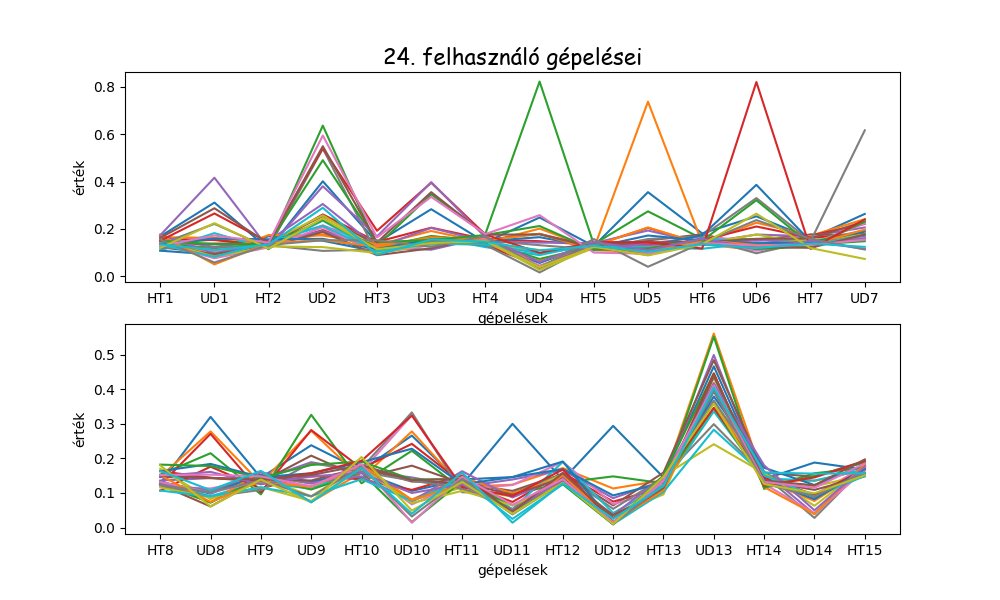 24. felhasználó gépelései
érték
0.8
0.6
0.4
0.2
0.0
HT1 UD1 HT2 UD2 HT3 UD3 HT4 UD4 HT5 UD5 HT6 UD6 HT7 UD7
gépelések
érték
0.5
0.4
0.3
0.2
0.1
0.0
HT8 UD8 HT9 UD9 HT10 UD10 HT11 UD11 HT12 UD12 HT13 UD13 HT14 UD14 HT15
gépelések